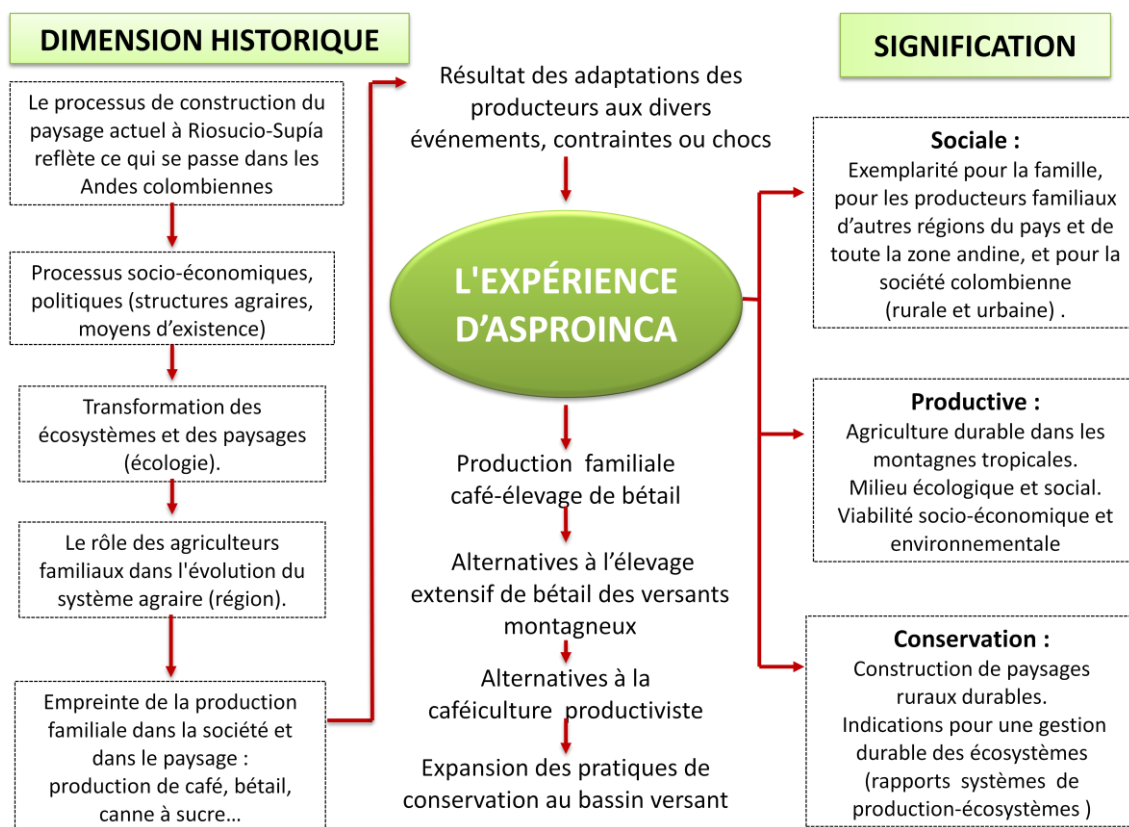 DIMENSION HISTORIQUE
Le processus de construction du
paysage actuel à Riosucio-Supía
reflète ce qui se passe dans les
Andes colombiennes
Processus socio-économiques,
politiques (structures agraires,
moyens d’existence)
Transformation des
écosystèmes et des paysages
(écologie).
Le rôle des agriculteurs
familiaux dans l'évolution du
système agraire (région).
Empreinte de la production
familiale dans la société et
dans le paysage :
production de café, bétail,
canne à sucre…
Résultat des adaptations des
producteurs aux divers
événements, contraintes ou chocs
L'EXPÉRIENCE
D’ASPROINCA
Production familiale
café-élevage de bétail
Alternatives à l’élevage
extensif de bétail des versants
montagneux
Alternatives à la
caféiculture productiviste
Expansion des pratiques de
conservation au bassin versant
SIGNIFICATION
Sociale :
Exemplarité pour la famille,
pour les producteurs familiaux
d’autres régions du pays et de
toute la zone andine, et pour la
société colombienne
(rurale et urbaine) .
Productive :
Agriculture durable dans les
montagnes tropicales.
Milieu écologique et social.
Viabilité socio-économique et
environnementale
Conservation :
Construction de paysages
ruraux durables.
Indications pour une gestion
durable des écosystèmes
(rapports systèmes de
production-écosystèmes )